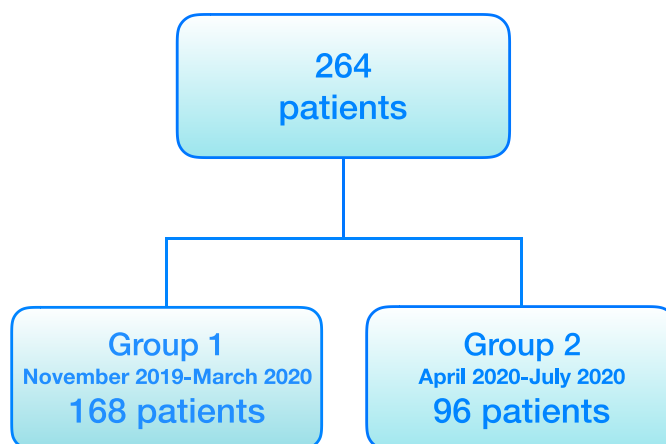 264
patients
Group 1
November 2019-March 2020
168 patients
Group 2
April 2020-July 2020
96 patients